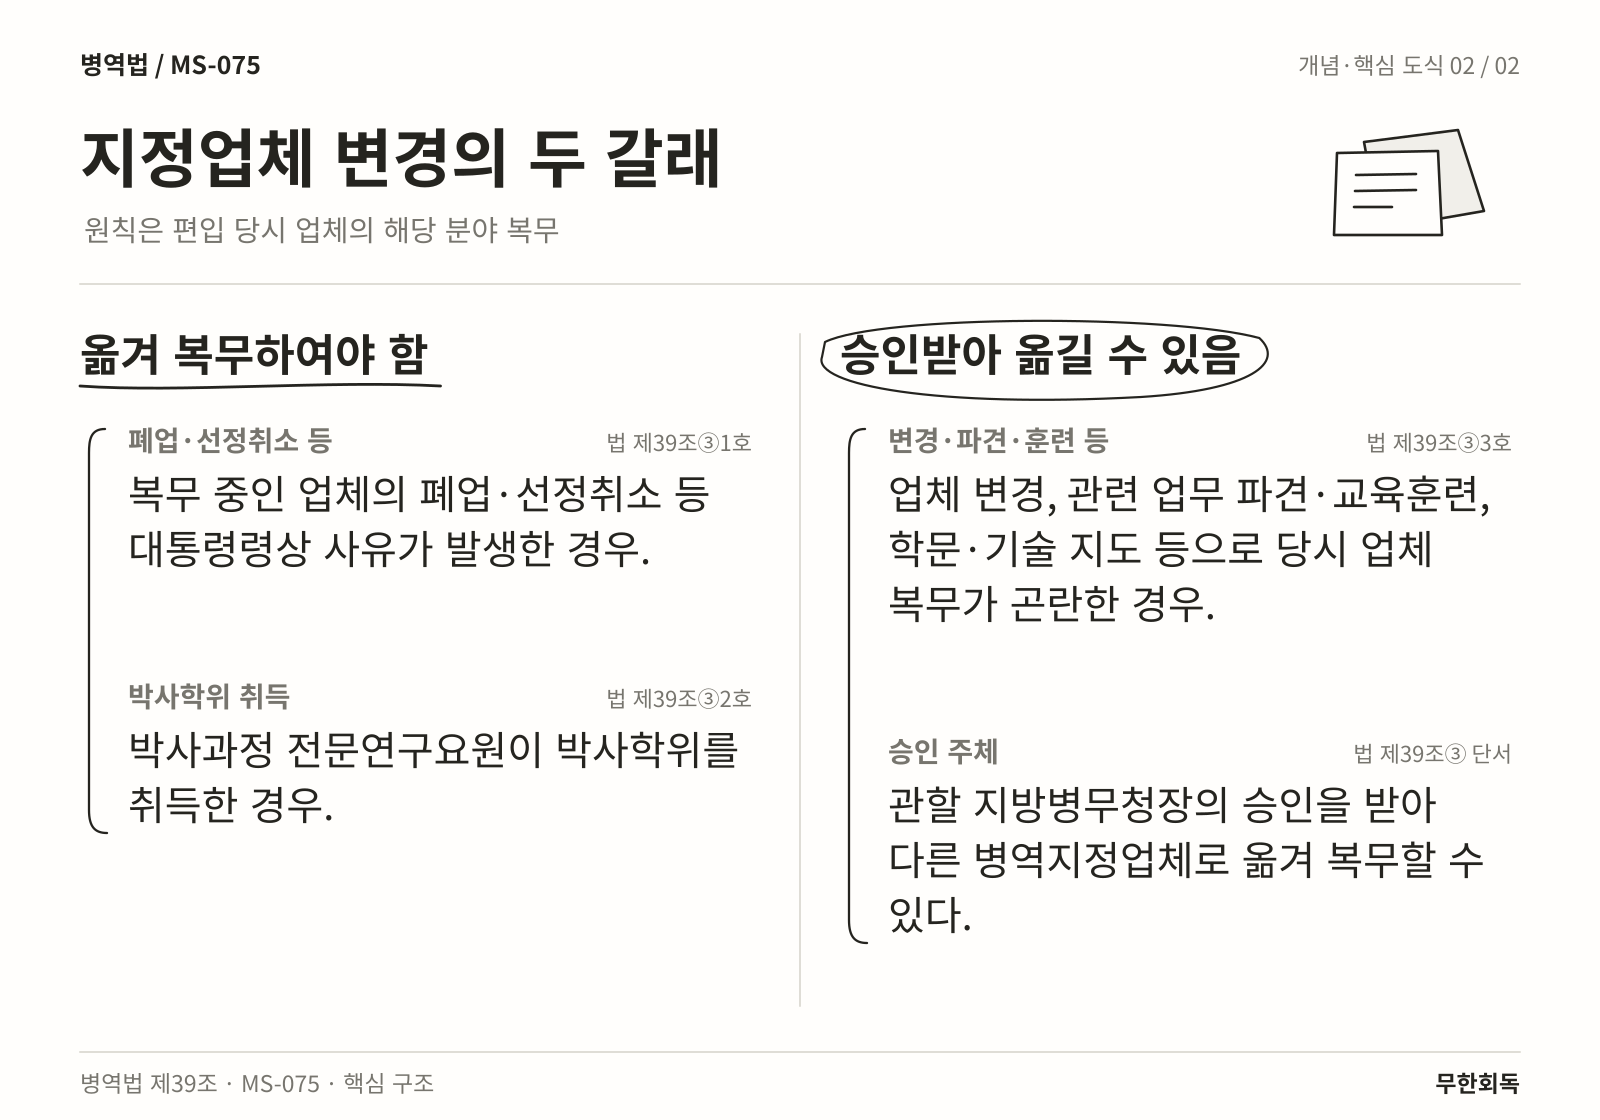 병역법 / MS-075
개념·핵심 도식 02 / 02
지정업체 변경의 두 갈래
원칙은 편입 당시 업체의 해당 분야 복무
옮겨 복무하여야 함
폐업·선정취소 등
법 제39조③1호
복무 중인 업체의 폐업·선정취소 등
대통령령상 사유가 발생한 경우.
박사학위 취득
법 제39조③2호
박사과정 전문연구요원이 박사학위를
취득한 경우.
승인받아 옮길 수 있음
변경·파견·훈련 등
법 제39조③3호
업체 변경, 관련 업무 파견·교육훈련,
학문·기술 지도 등으로 당시 업체
복무가 곤란한 경우.
승인 주체
법 제39조③ 단서
관할 지방병무청장의 승인을 받아
다른 병역지정업체로 옮겨 복무할 수
있다.
병역법 제39조 · MS-075 · 핵심 구조
무한회독